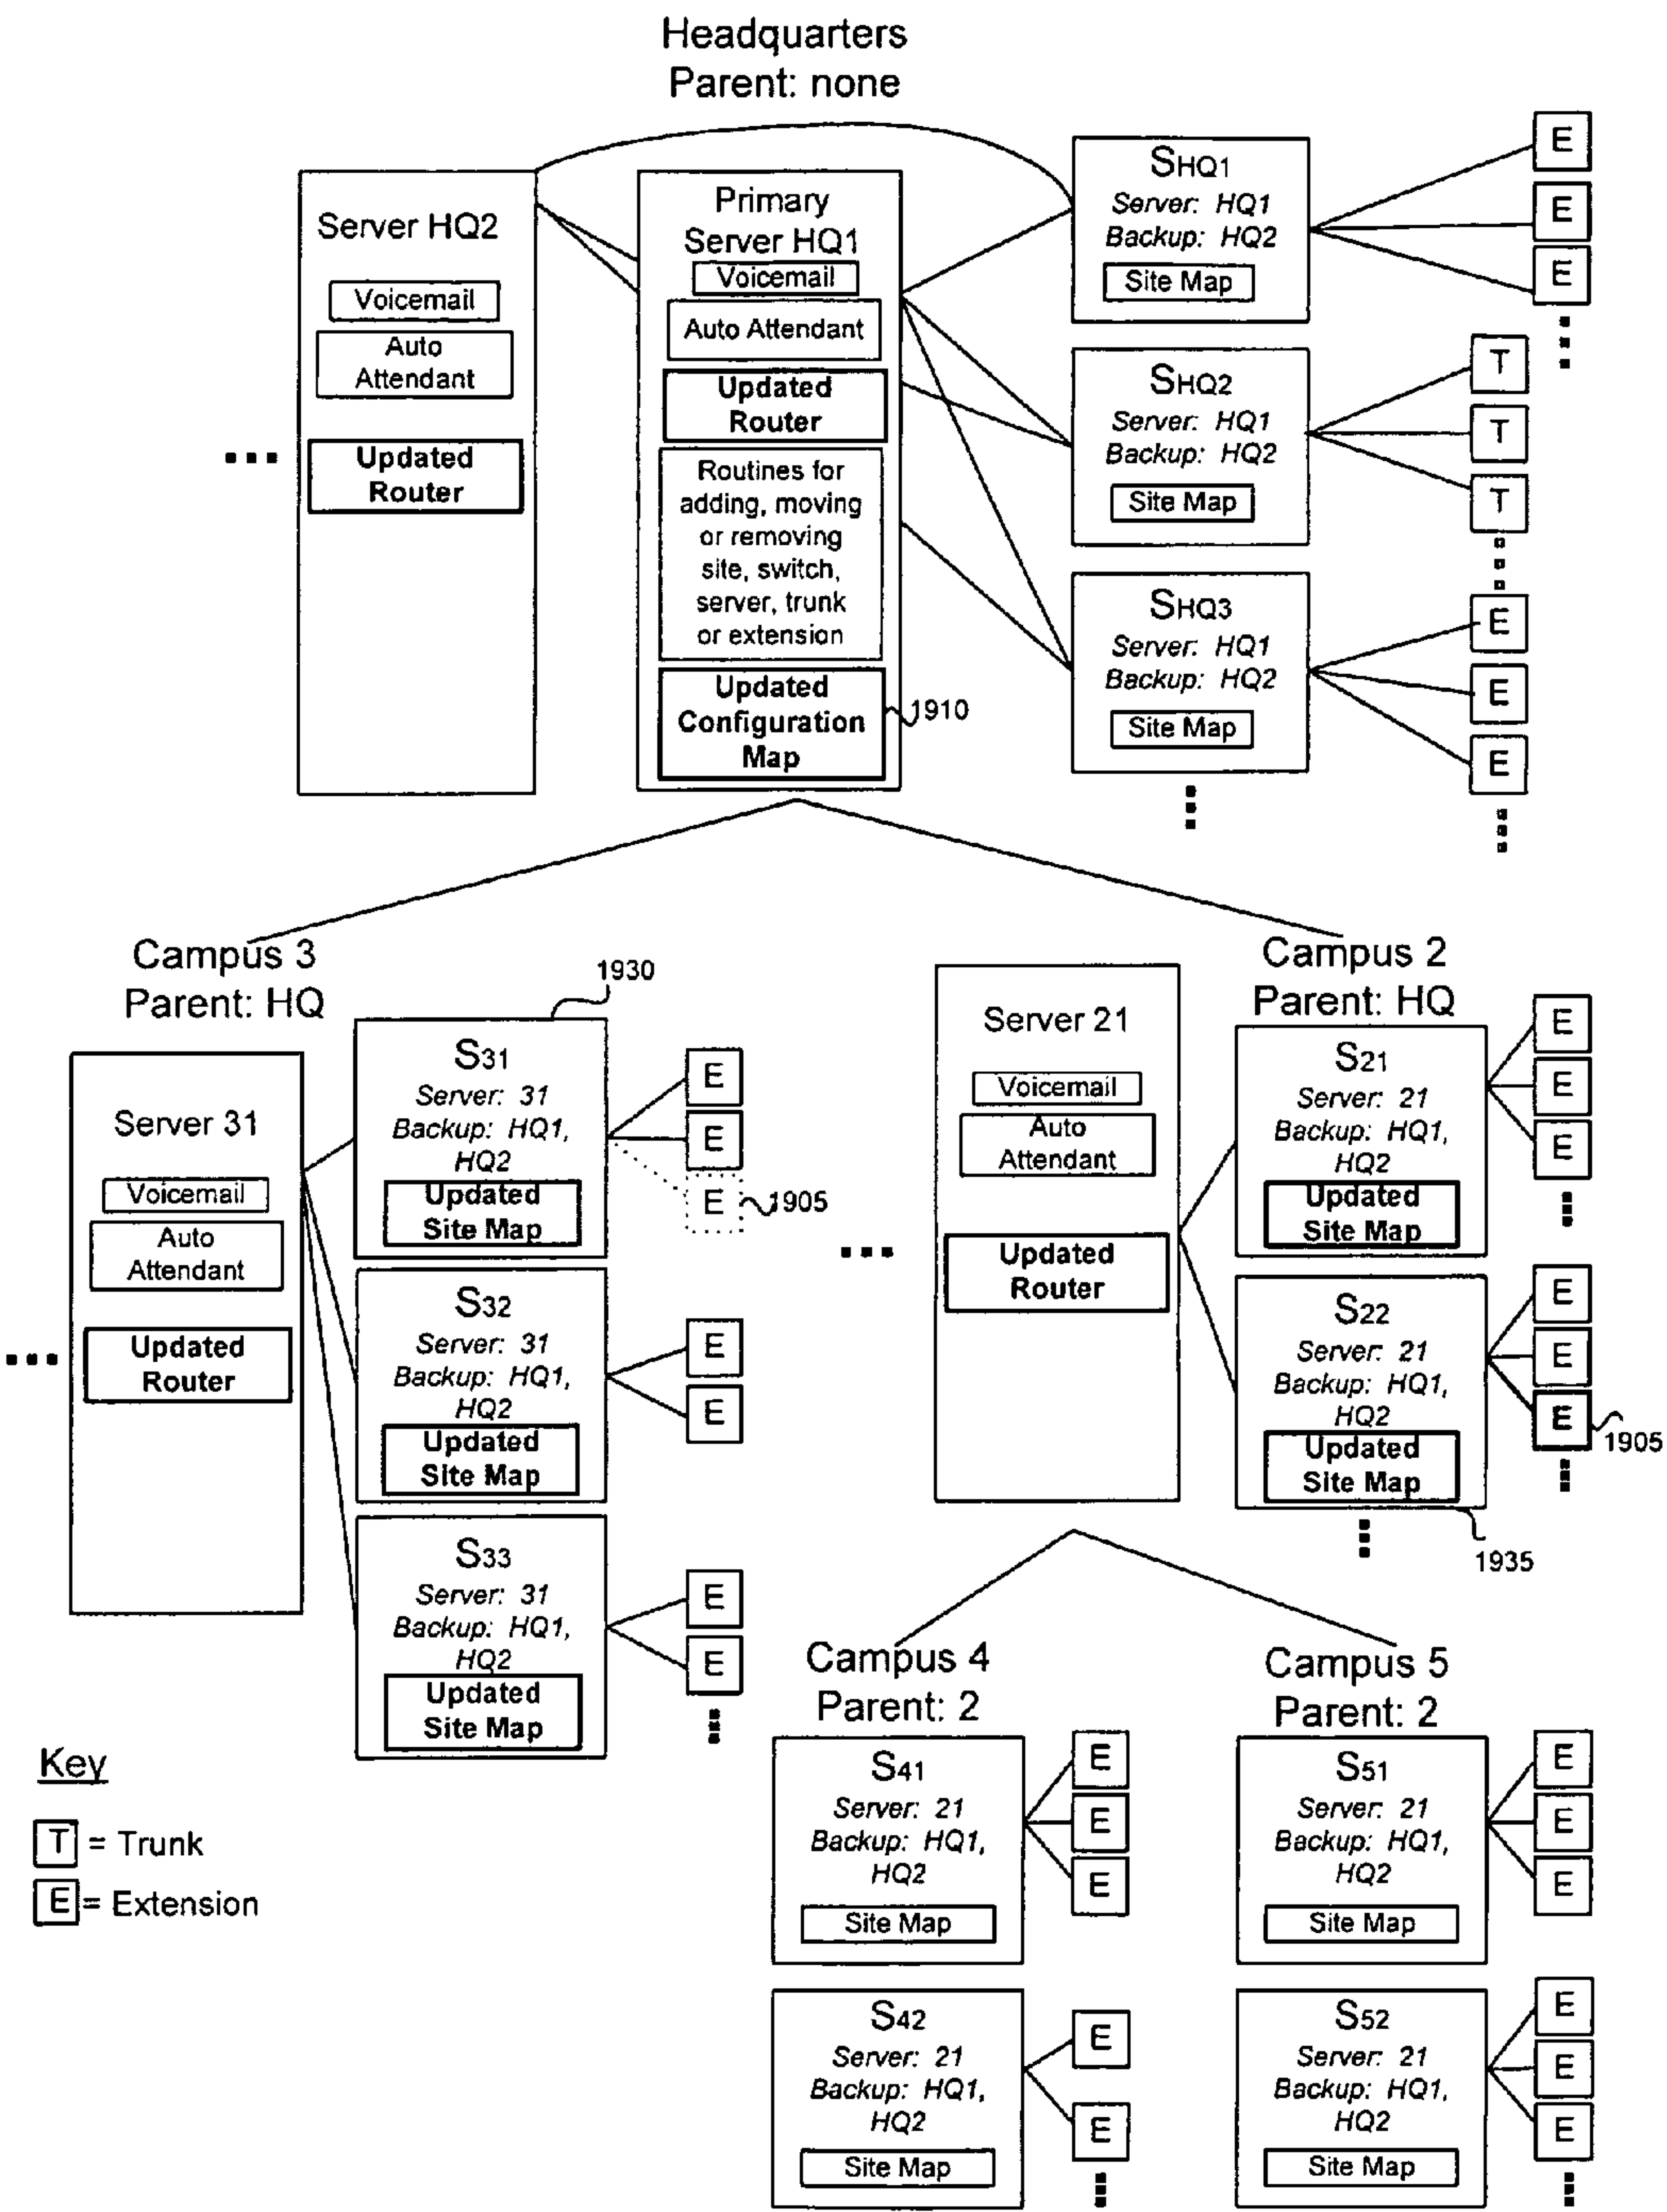 Headquarters
Parent: none
Server HQ2
Voicemail
Auto
Attendant
Updated
Router
Primary
Server HQ1
Voicemail
Auto Attendant
Updated
Router
Routines for
adding, moving
or removing
site, switch,
server, trunk
or extension
Updated
Configuration
Map
1910
SHQ1
Server: HQ1
Backup: HQ2
Site Map
E
E
E
SHQ2
Server: HQ1
Backup: HQ2
Site Map
T
T
T
SHQ3
Server: HQ1
Backup: HQ2
Site Map
E
E
E
Campus 3
Parent: HQ
Server 31
Voicemail
Auto
Attendant
Updated
Router
1930
S31
Server: 31
Backup: HQ1,
HQ2
Updated
Site Map
E
E
E
1905
S32
Server: 31
Backup: HQ1,
HQ2
Updated
Site Map
E
E
S33
Server: 31
Backup: HQ1,
HQ2
Updated
Site Map
E
E
Campus 2
Parent: HQ
Server 21
Voicemail
Auto
Attendant
Updated
Router
S21
Server: 21
Backup: HQ1,
HQ2
Updated
Site Map
E
E
E
S22
Server: 21
Backup: HQ1,
HQ2
Updated
Site Map
E
E
E
1905
1935
Campus 4
Parent: 2
S41
Server: 21
Backup: HQ1,
HQ2
Site Map
E
E
E
S42
Server: 21
Backup: HQ1,
HQ2
Site Map
E
E
Campus 5
Parent: 2
S51
Server: 21
Backup: HQ1,
HQ2
Site Map
E
E
E
S52
Server: 21
Backup: HQ1,
HQ2
Site Map
E
E
E
Key
T = Trunk
E = Extension